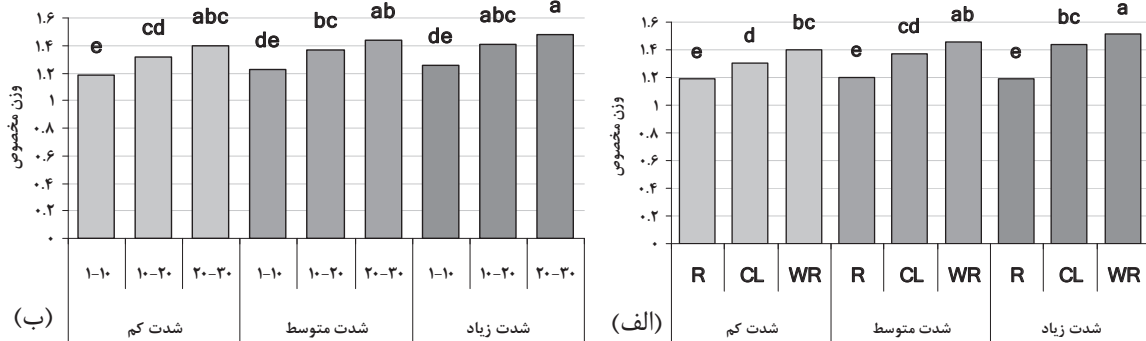 وزن مخصوص
۱.۶
۱.۴
۱.۲
۱
۰.۸
۰.۶
۰.۴
۰.۲
۰
e d bc e cd ab e bc a
R CL WR R CL WR R CL WR
شدت کم
شدت متوسط
شدت زیاد
(الف)
وزن مخصوص
۱.۶
۱.۴
۱.۲
۱
۰.۸
۰.۶
۰.۴
۰.۲
۰
e cd abc de bc ab de abc a
۱-۱۰ ۱۰-۲۰ ۲۰-۳۰ ۱-۱۰ ۱۰-۲۰ ۲۰-۳۰ ۱-۱۰ ۱۰-۲۰ ۲۰-۳۰
شدت کم
شدت متوسط
شدت زیاد
(ب)